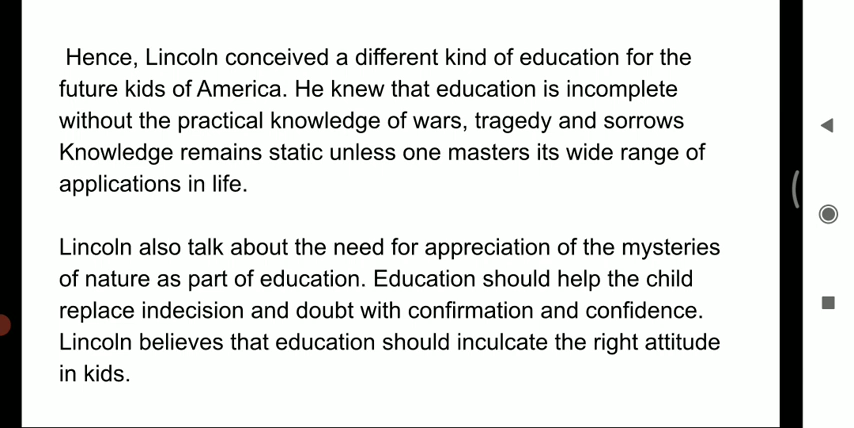 Hence, Lincoln conceived a different kind of education for the
future kids of America. He knew that education is incomplete
without the practical knowledge of wars, tragedy and sorrows
Knowledge remains static unless one masters its wide range of
applications in life.
Lincoln also talk about the need for appreciation of the mysteries
of nature as part of education. Education should help the child
replace indecision and doubt with confirmation and confidence.
Lincoln believes that education should inculcate the right attitude
in kids.